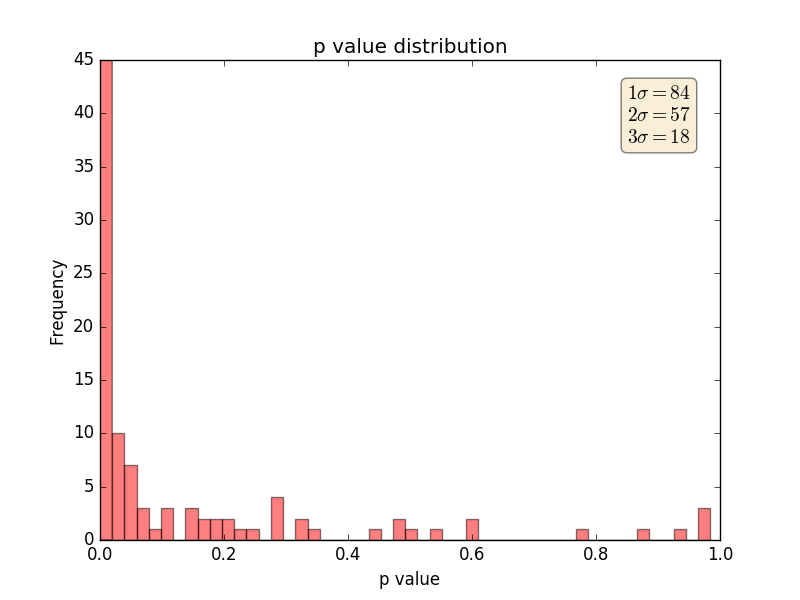 p value distribution
45
40
35
30
25
20
15
10
5
0
Frequency
1σ = 84
2σ = 57
3σ = 18
0.0 0.2 0.4 0.6 0.8 1.0
p value